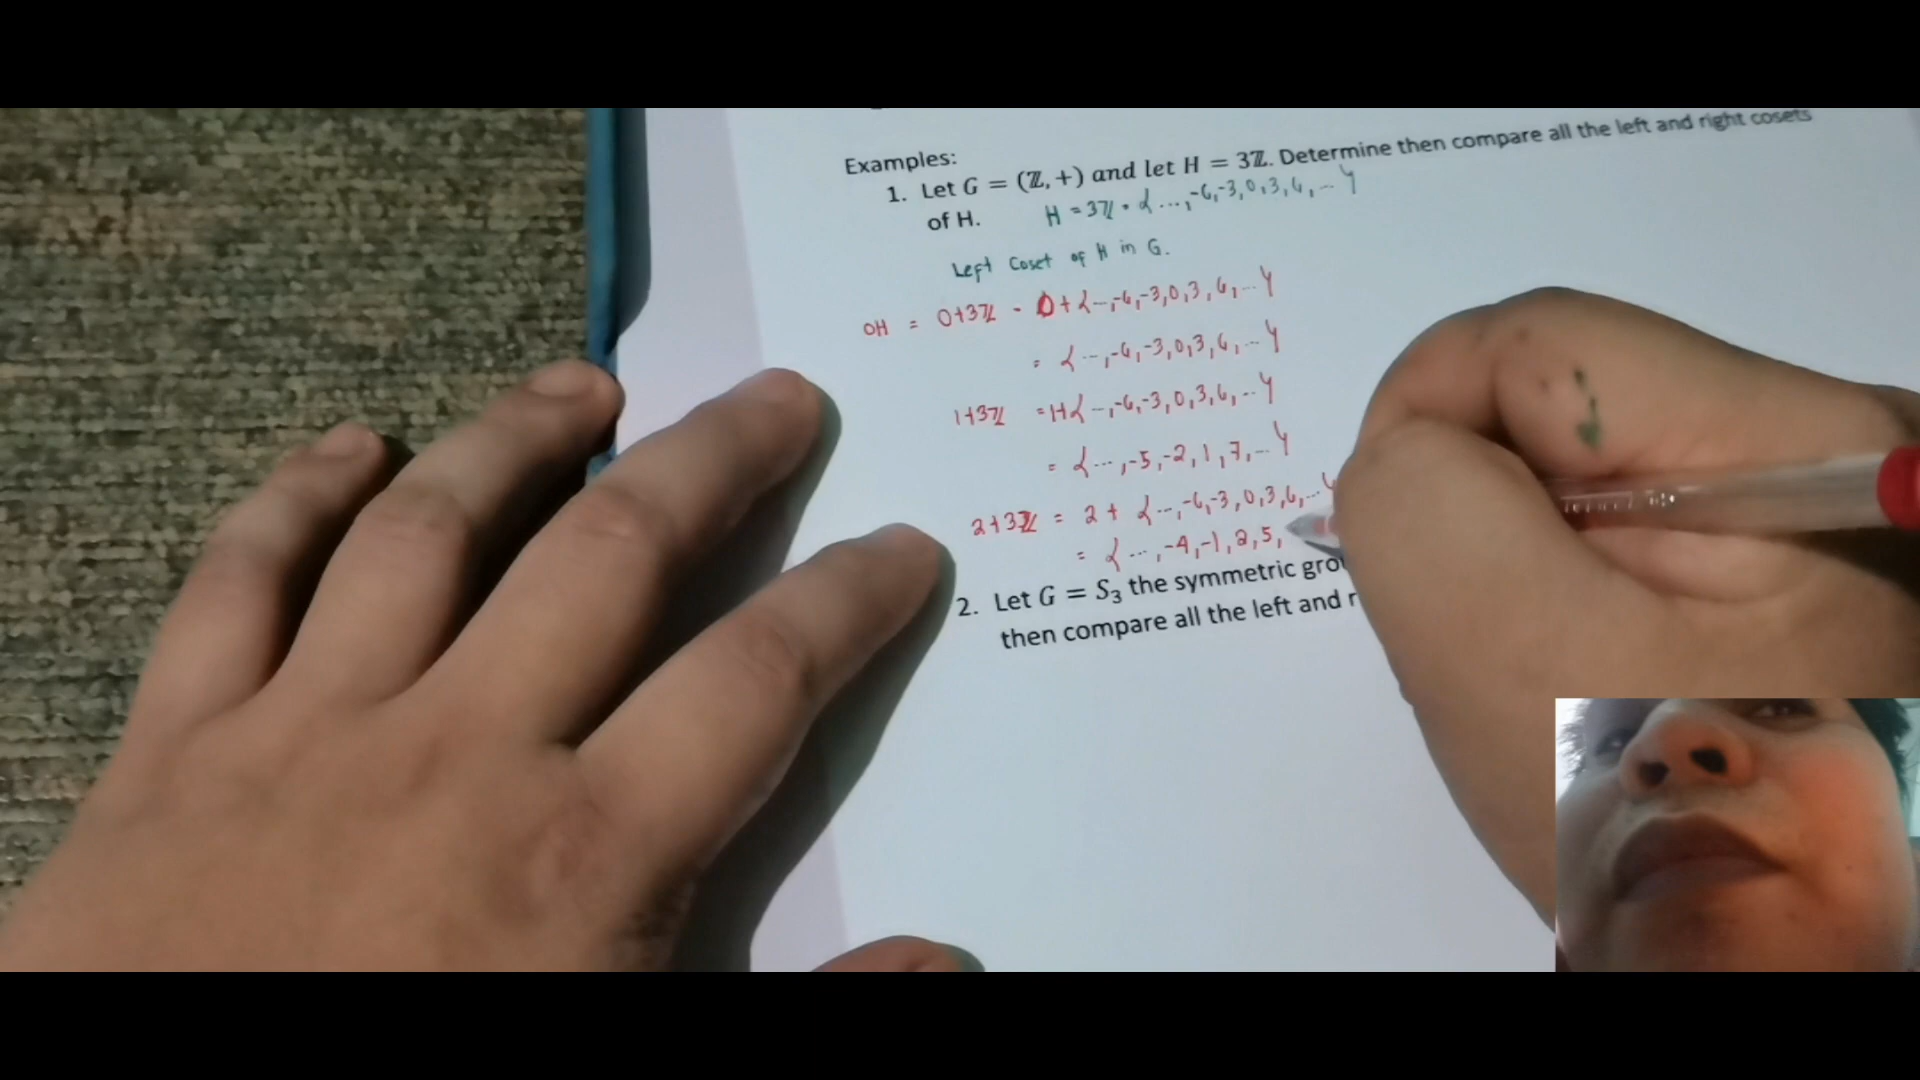 Examples:
1. Let G = (ℤ, +) and let H = 3ℤ. Determine then compare all the left and right cosets
of H. H = 3ℤ = {..., -6, -3, 0, 3, 6, ...}
Left Coset of H in G.
0H = 0+3ℤ = 0+{..., -6, -3, 0, 3, 6, ...}
= {..., -6, -3, 0, 3, 6, ...}
1+3ℤ = 1+{..., -6, -3, 0, 3, 6, ...}
= {..., -5, -2, 1, 7, ...}
2+3ℤ = 2+ {..., -6, -3, 0, 3, 6, ...}
= {..., -4, -1, 2, 5,
2. Let G = S₃ the symmetric
then compare all the left and